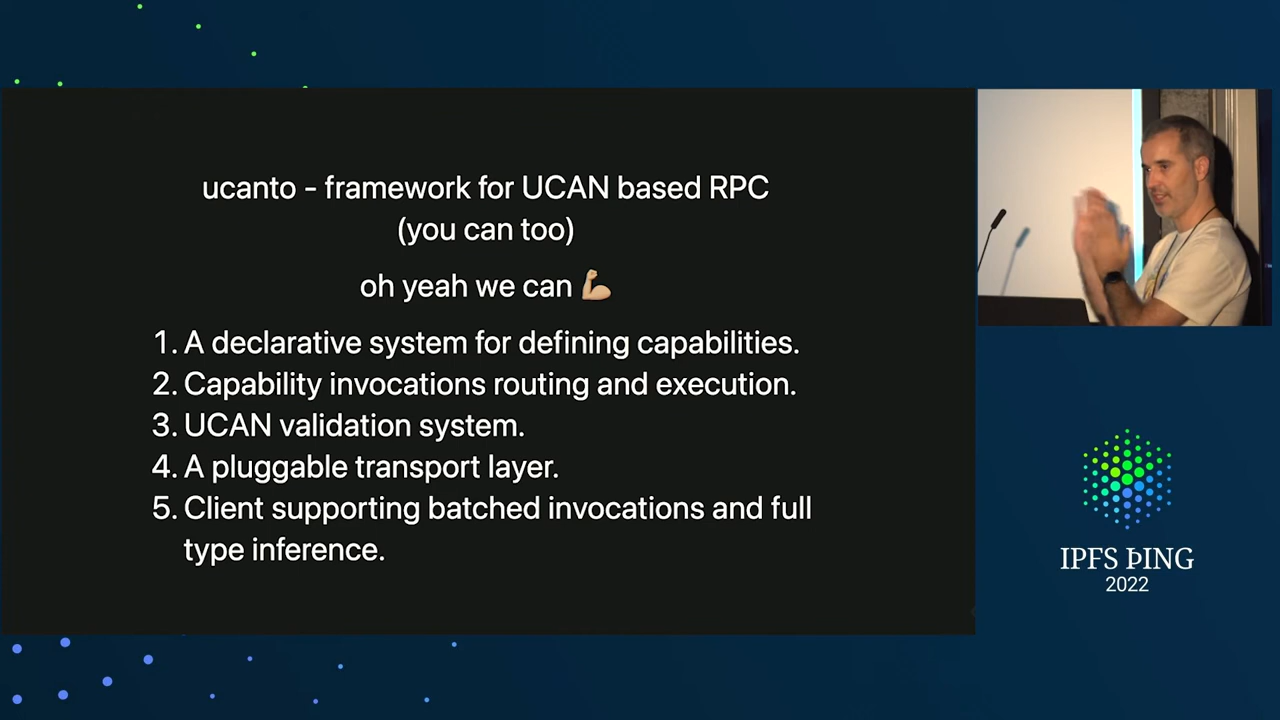 ucanto - framework for UCAN based RPC
(you can too)
oh yeah we can 💪🏼
1. A declarative system for defining capabilities.
2. Capability invocations routing and execution.
3. UCAN validation system.
4. A pluggable transport layer.
5. Client supporting batched invocations and full
type inference.
IPFS ÞING
2022